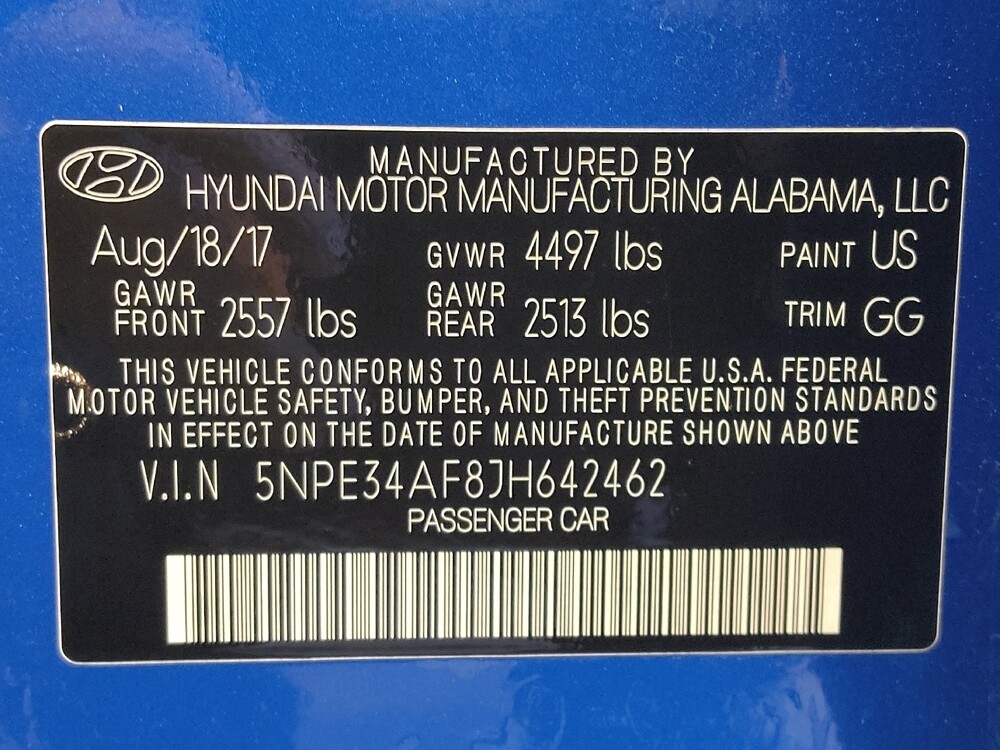 MANUFACTURED BY
HYUNDAI MOTOR MANUFACTURING ALABAMA, LLC
Aug/18/17 GVWR 4497 lbs PAINT US
GAWR FRONT 2557 lbs GAWR REAR 2513 lbs TRIM GG
THIS VEHICLE CONFORMS TO ALL APPLICABLE U.S.A. FEDERAL
MOTOR VEHICLE SAFETY, BUMPER, AND THEFT PREVENTION STANDARDS
IN EFFECT ON THE DATE OF MANUFACTURE SHOWN ABOVE
V.I.N 5NPE34AF8JH642462
PASSENGER CAR